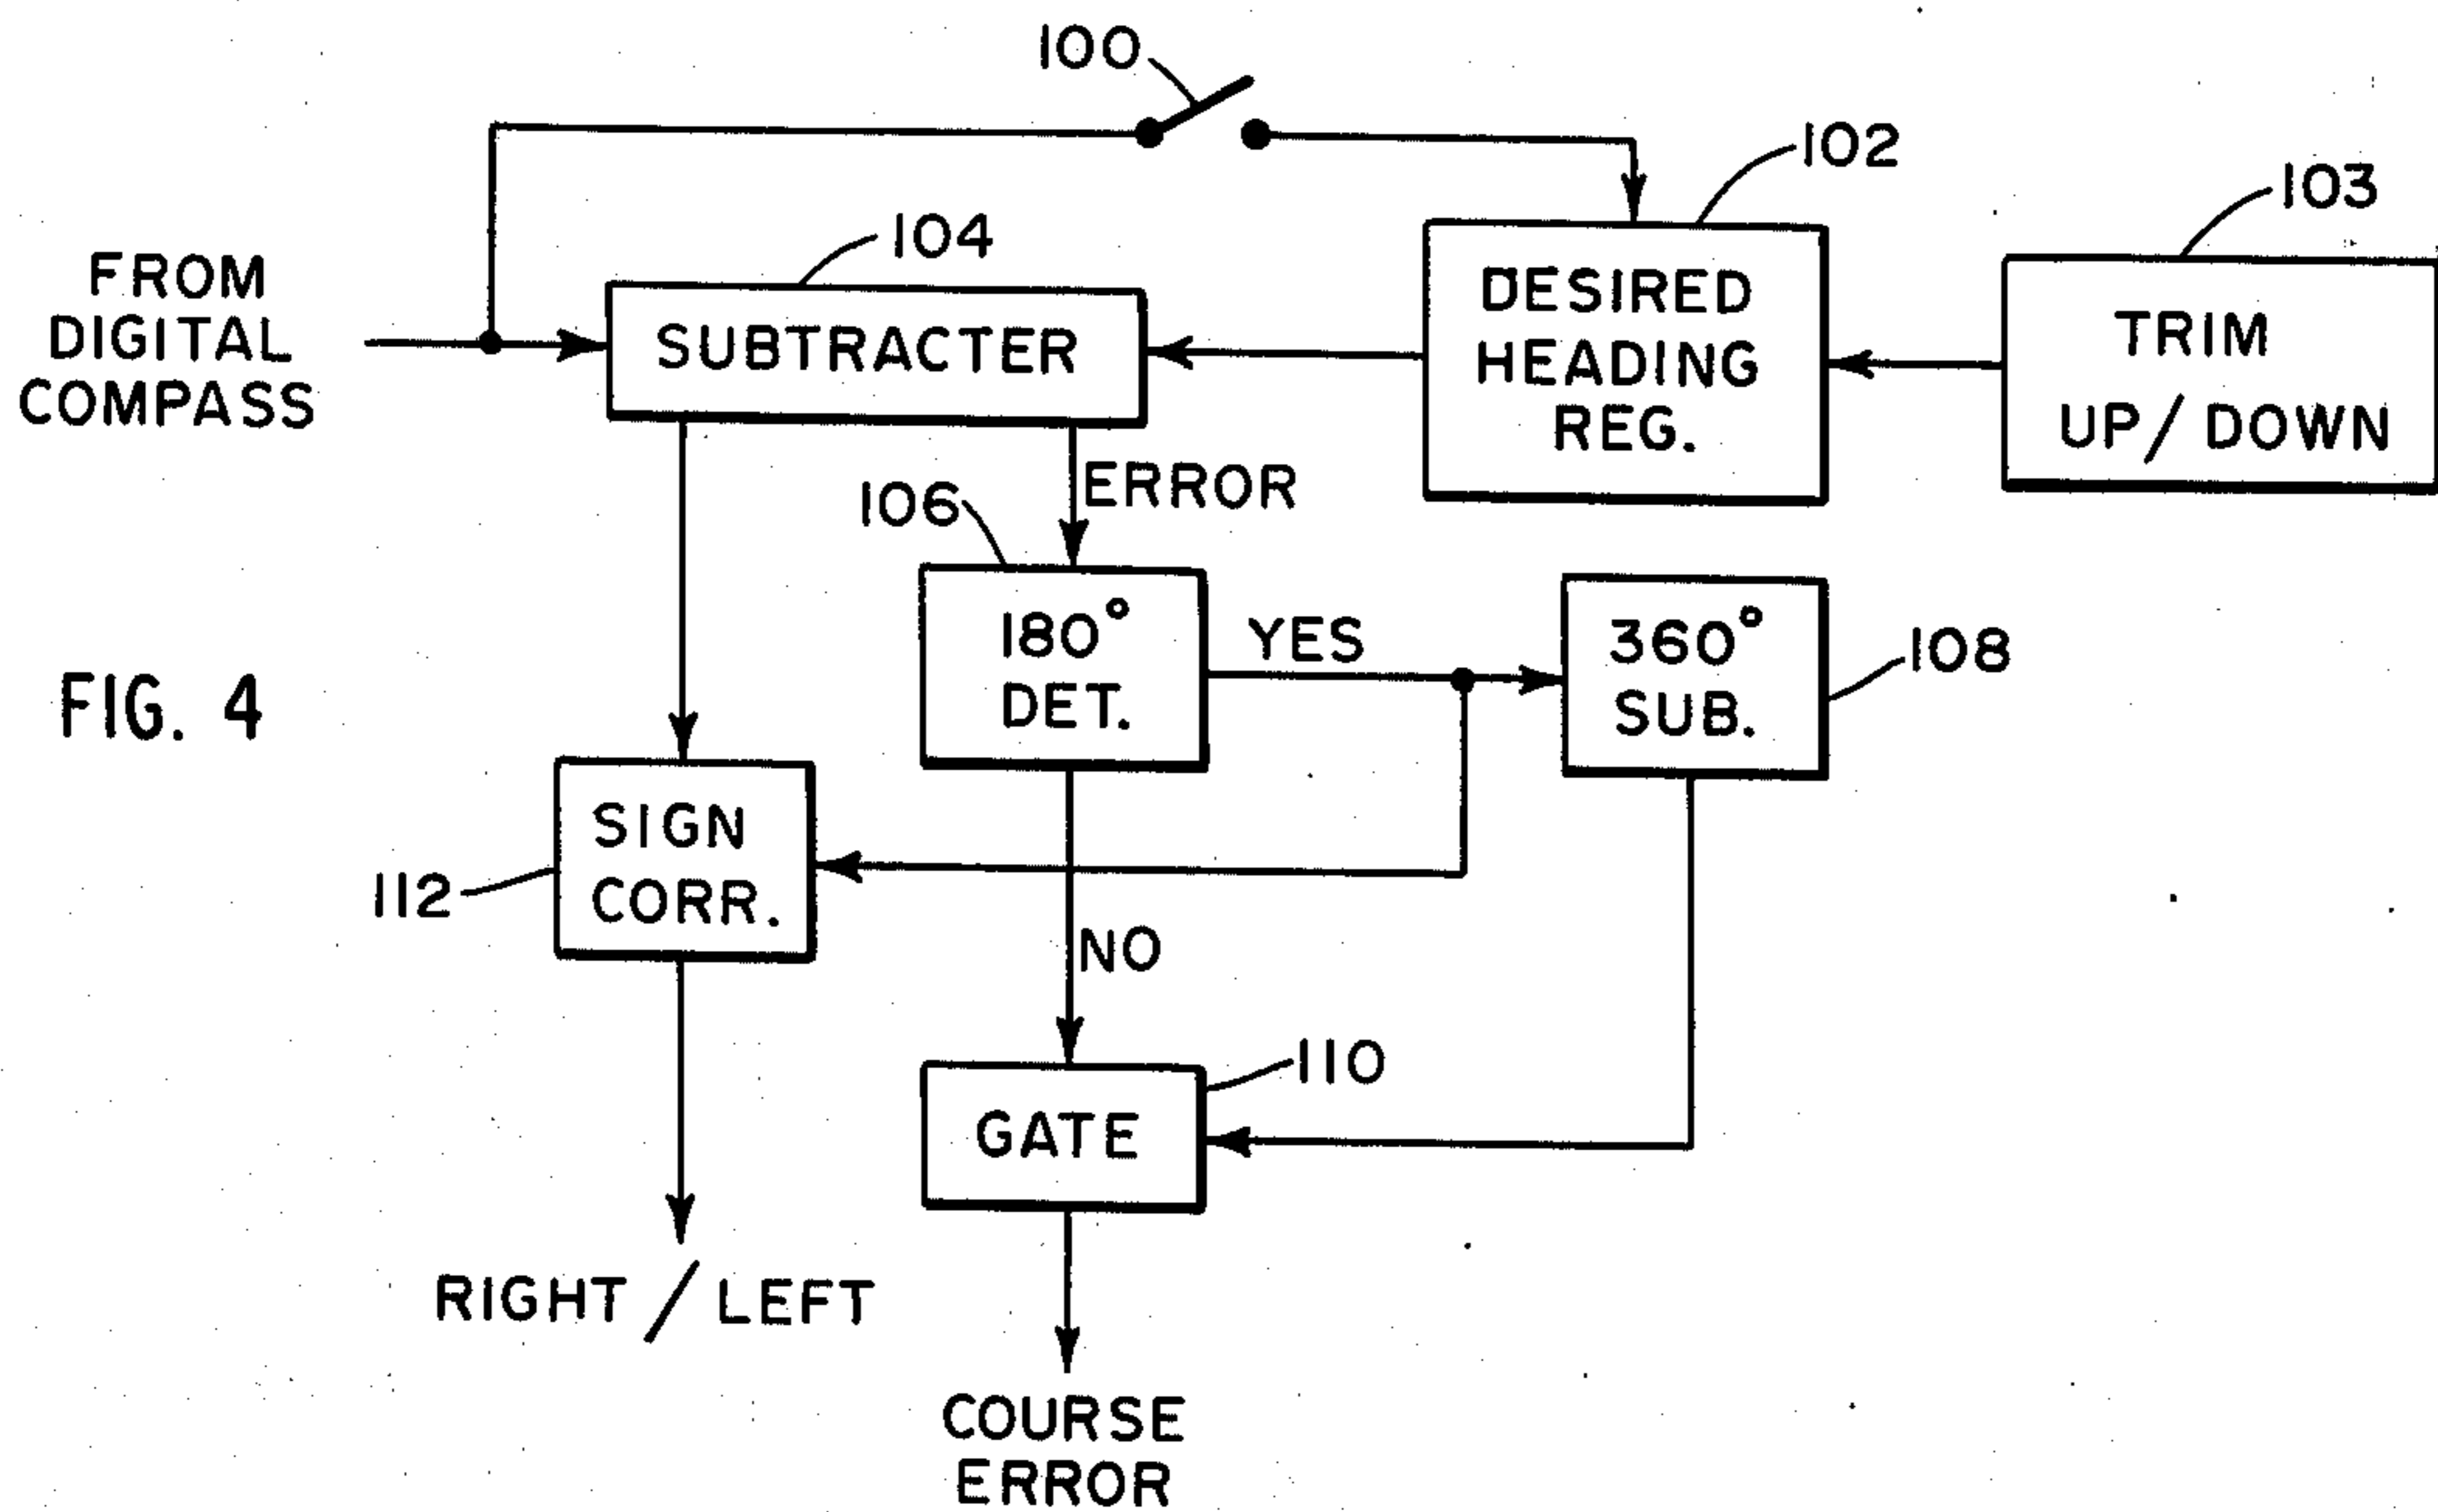 100
102
103
104
FROM
DIGITAL
COMPASS
SUBTRACTER
DESIRED
HEADING
REG.
TRIM
UP/DOWN
ERROR
106
180°
DET.
YES
360°
SUB.
108
FIG. 4
SIGN
CORR.
112
NO
110
GATE
RIGHT / LEFT
COURSE
ERROR